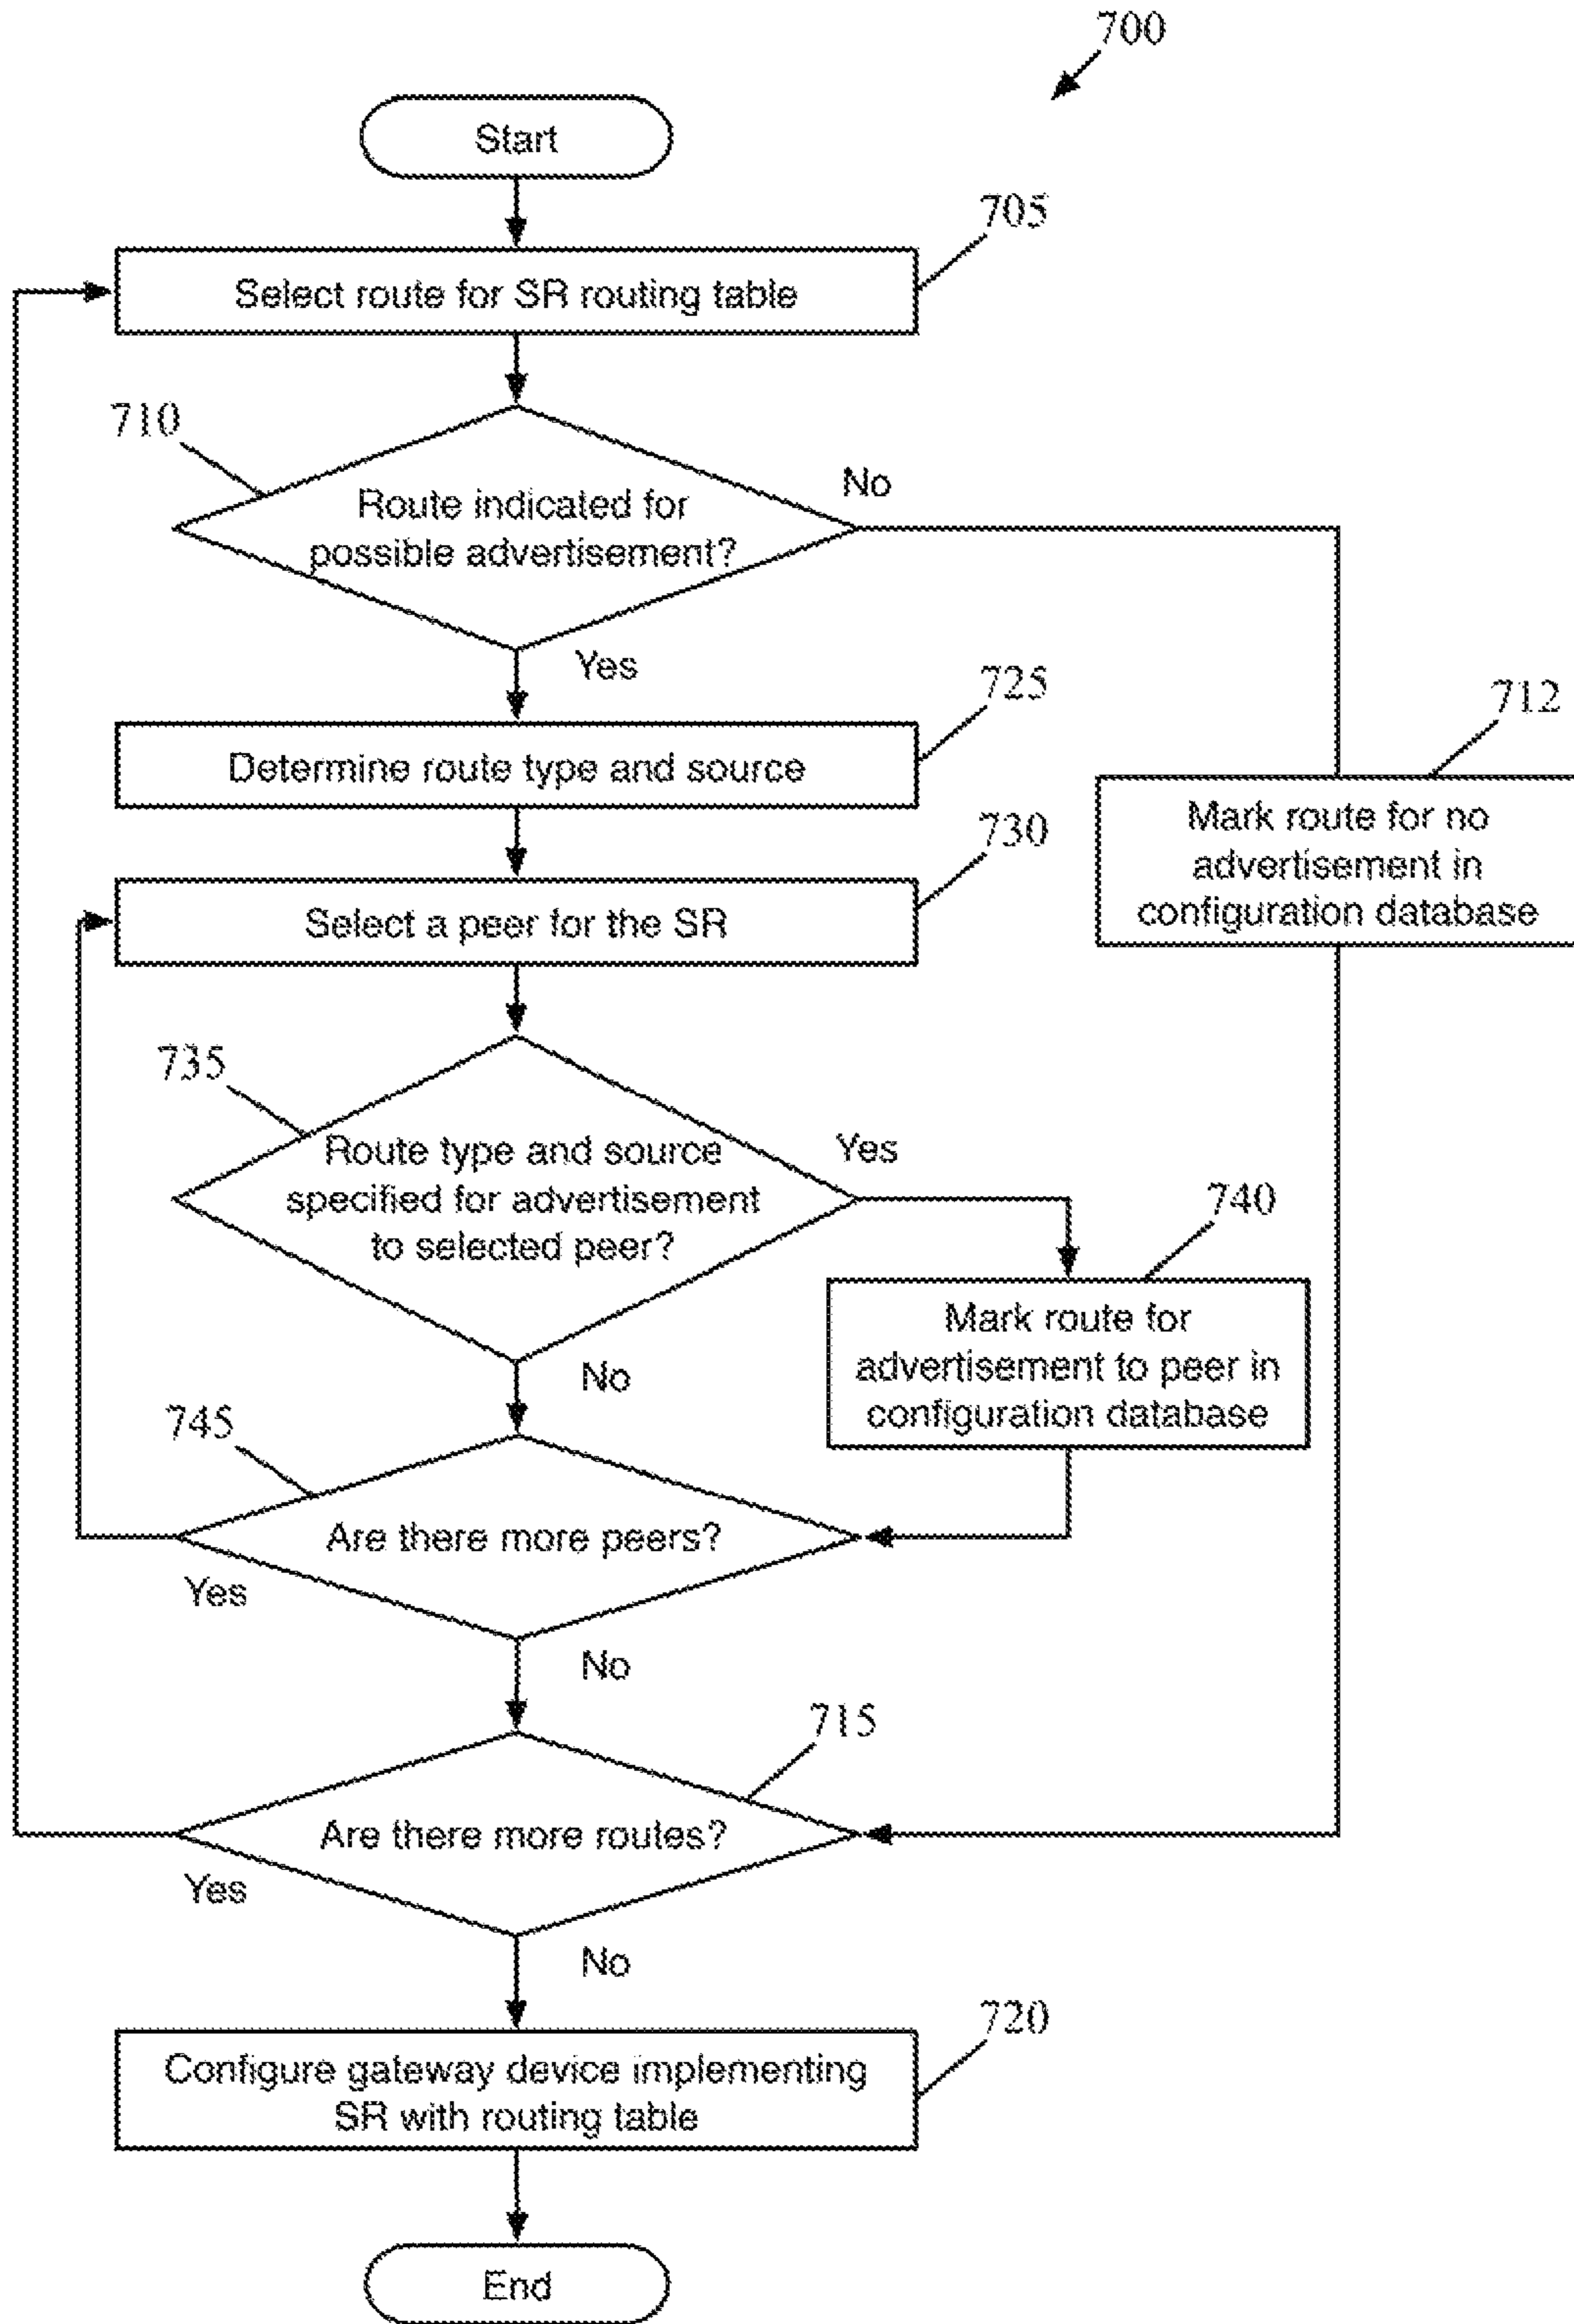 700
Start
705
Select route for SR routing table
710
Route indicated for
possible advertisement?
No
Yes
725
Determine route type and source
712
Mark route for no
advertisement in
configuration database
730
Select a peer for the SR
735
Route type and source
specified for advertisement
to selected peer?
Yes
No
740
Mark route for
advertisement to peer in
configuration database
745
Are there more peers?
Yes
No
715
Are there more routes?
Yes
No
720
Configure gateway device implementing
SR with routing table
End